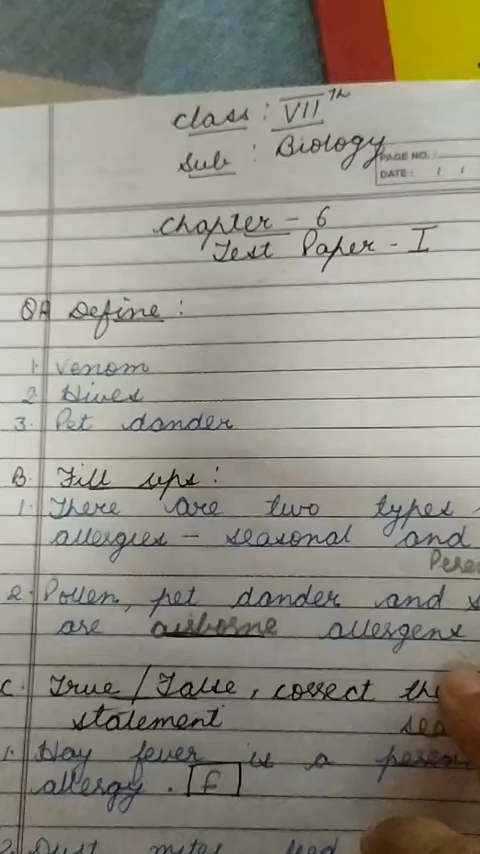 Class : VIIth
Sub : Biology
PAGE NO.:
DATE: / /
Chapter - 6
Test Paper - I
QA Define :
1. Venom
2. Hives
3. Pet dander
B. Fill ups :
1. There are two types
allergies - seasonal and
2. Pollen, pet dander and
are airborne allergens
C. True / False, correct the
statement
1. Hay fever is a
allergy. F
2. Dust mites lead